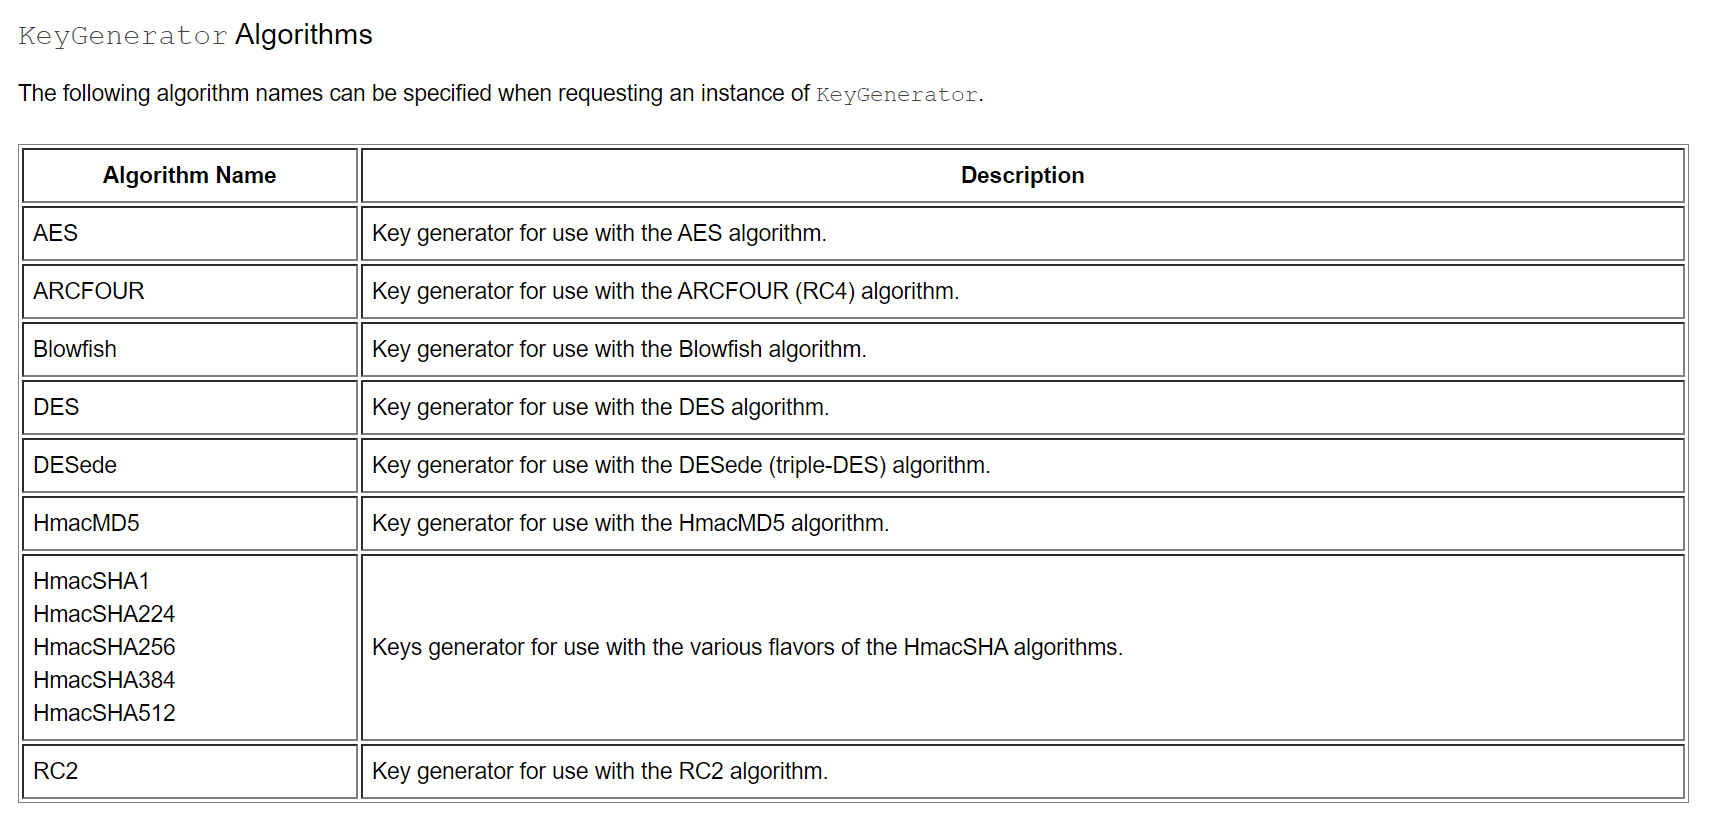 KeyGenerator Algorithms
The following algorithm names can be specified when requesting an instance of KeyGenerator.
Algorithm Name Description
AES Key generator for use with the AES algorithm.
ARCFOUR Key generator for use with the ARCFOUR (RC4) algorithm.
Blowfish Key generator for use with the Blowfish algorithm.
DES Key generator for use with the DES algorithm.
DESede Key generator for use with the DESede (triple-DES) algorithm.
HmacMD5 Key generator for use with the HmacMD5 algorithm.
HmacSHA1
HmacSHA224
HmacSHA256 Keys generator for use with the various flavors of the HmacSHA algorithms.
HmacSHA384
HmacSHA512
RC2 Key generator for use with the RC2 algorithm.